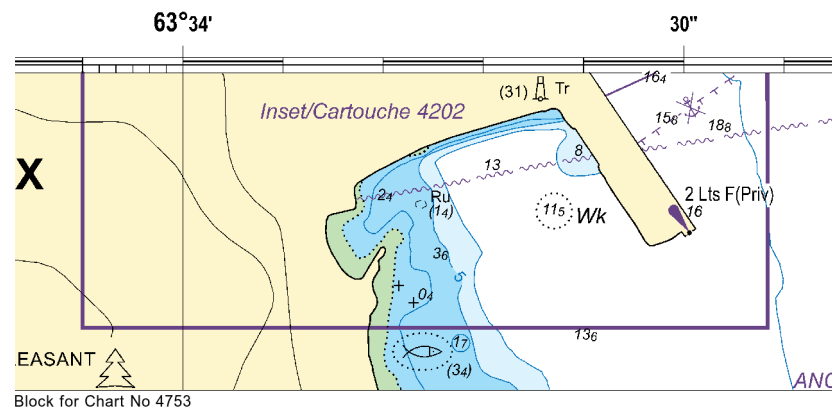 63°34' 30"
(31) Tr 16₄
Inset/Cartouche 4202
15₆ 18₈
8
13
X
2₄ Ru
(1₄)
11₅ Wk
2 Lts F(Priv)
16
3₆
5
0₄
13₆
1₇
(3₄)
EASANT
ANC
Block for Chart No 4753